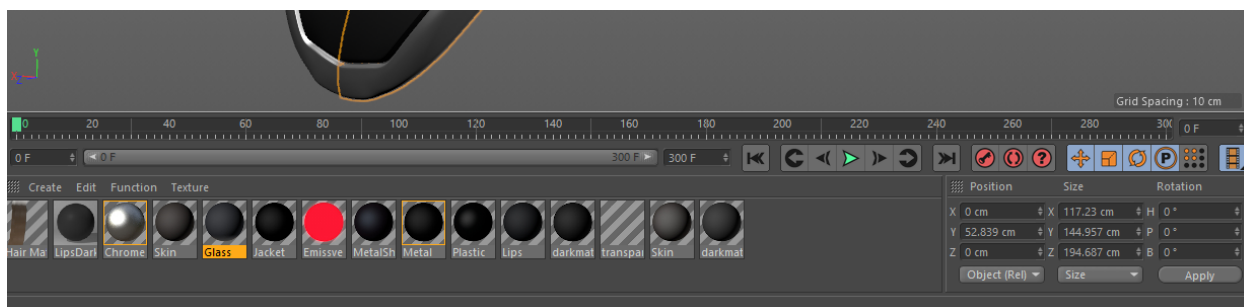 Y
X
Z
Grid Spacing : 10 cm
0 20 40 60 80 100 120 140 160 180 200 220 240 260 280 300 0 F
0 F 0 F 300 F 300 F P
Create Edit Function Texture
Position Size Rotation
X 0 cm X 117.23 cm H 0 °
Y 52.839 cm Y 144.957 cm P 0 °
Z 0 cm Z 194.687 cm B 0 °
Hair Ma LipsDark Chrome Skin Glass Jacket Emissve MetalSh Metal Plastic Lips darkmat transpar Skin darkmat
Object (Rel) Size Apply